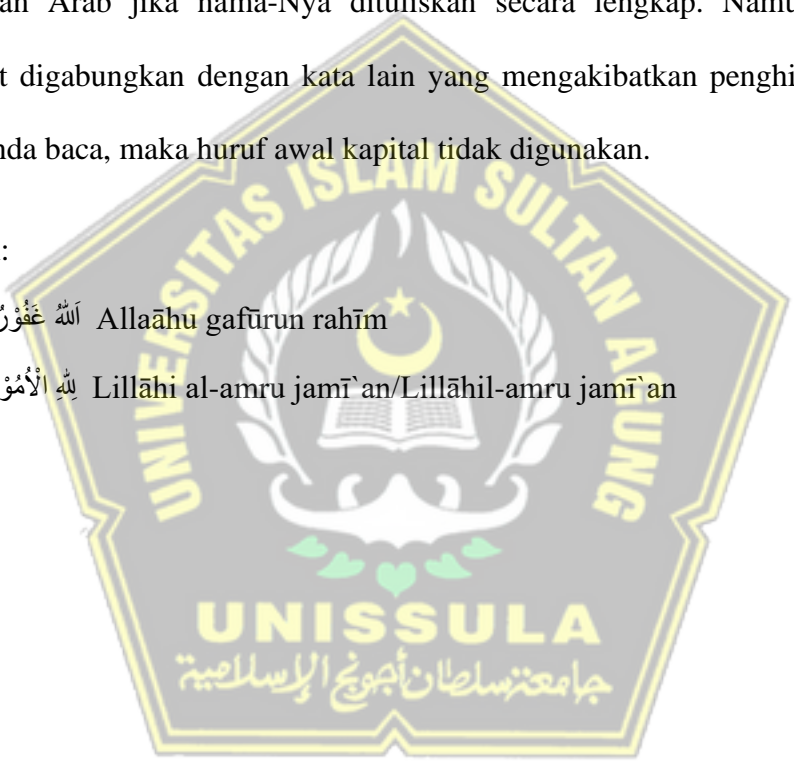 an Arab jika nama-Nya dituliskan secara lengkap. Namu
t digabungkan dengan kata lain yang mengakibatkan penghi
nda baca, maka huruf awal kapital tidak digunakan.
:
اَللهُ غَفُوْرٌ Allaāhu gafūrun rahīm
لِلّٰهِ الْاُمُوْ Lillāhi al-amru jamī`an/Lillāhil-amru jamī`an
UNIVERSITAS ISLAM SULTAN AGUNG
UNISSULA
جامعة سلطان أجونج الإسلامية